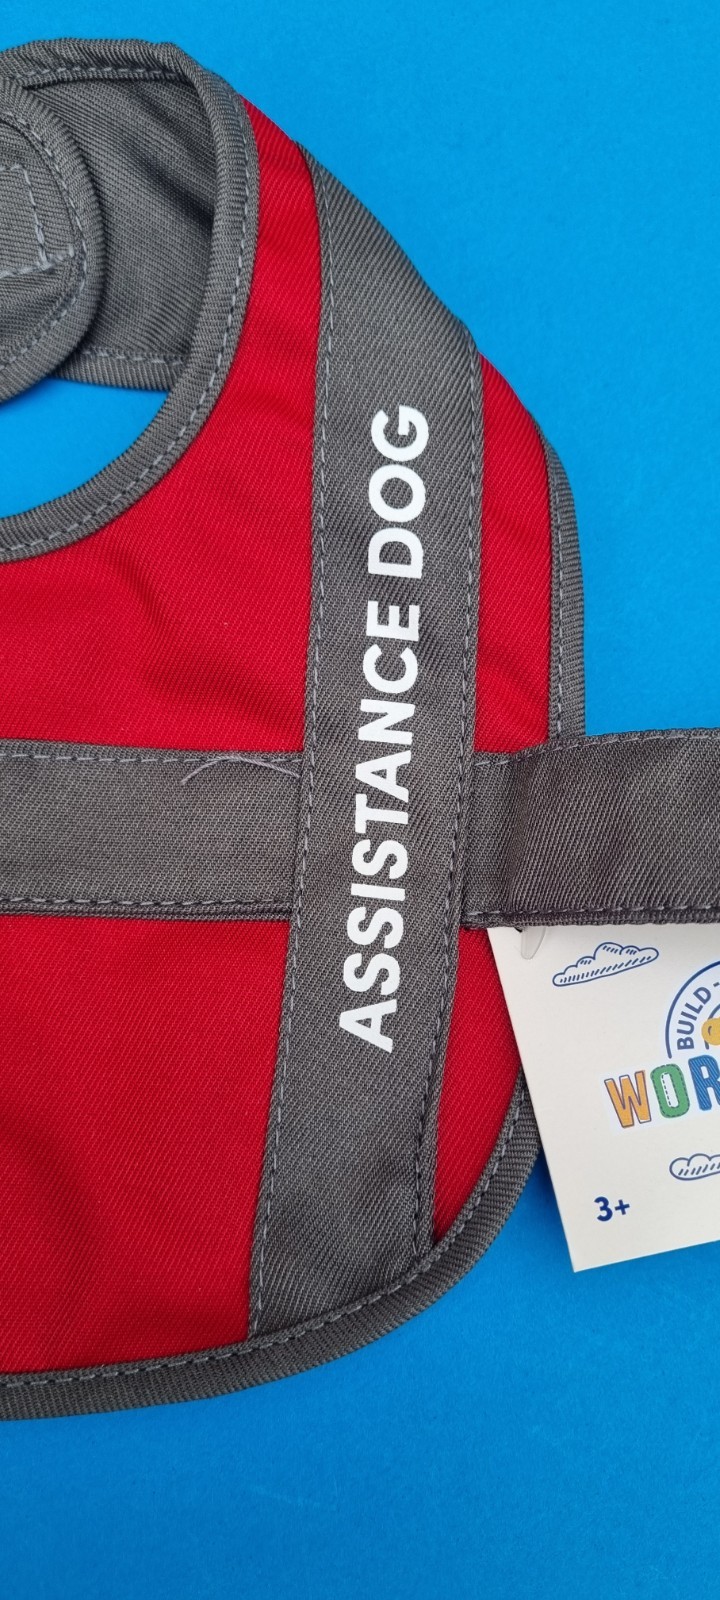 ASSISTANCE DOG
BUILD-
WOR
3+